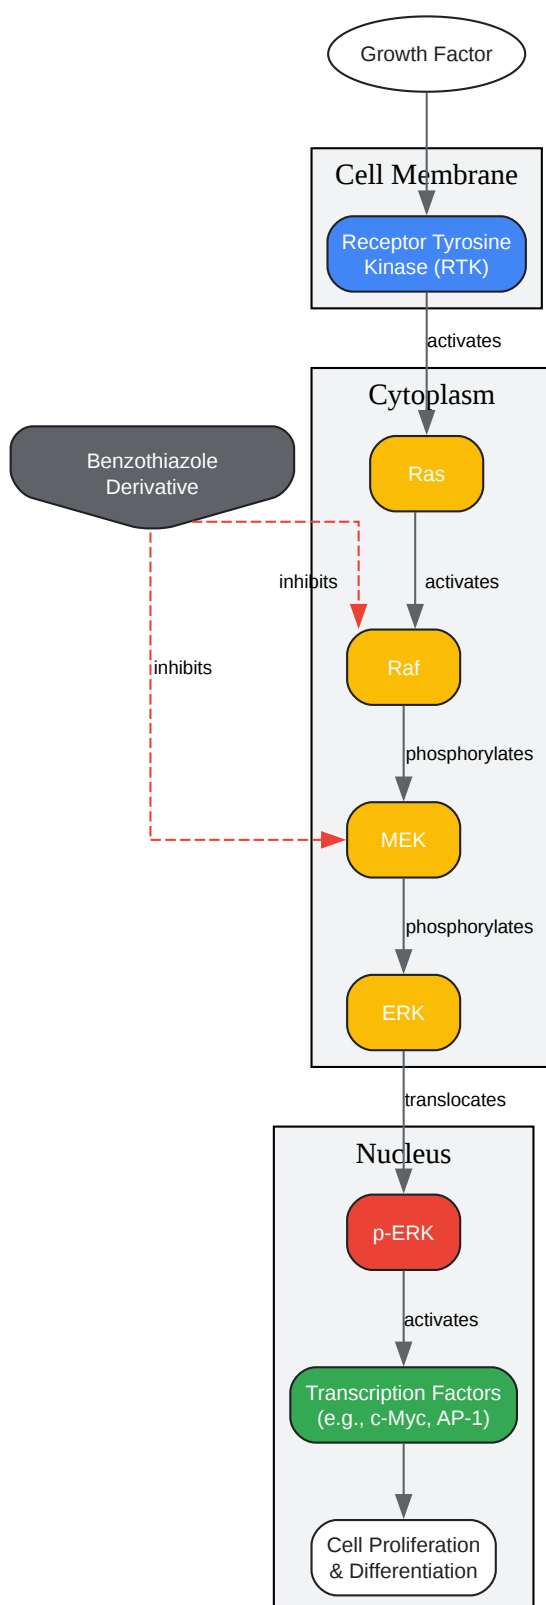 Growth Factor
Cell Membrane
Receptor Tyrosine
Kinase (RTK)
activates
Cytoplasm
Ras
Benzothiazole
Derivative
inhibits
activates
Raf
inhibits
phosphorylates
MEK
phosphorylates
ERK
translocates
Nucleus
p-ERK
activates
Transcription Factors
(e.g., c-Myc, AP-1)
Cell Proliferation
& Differentiation